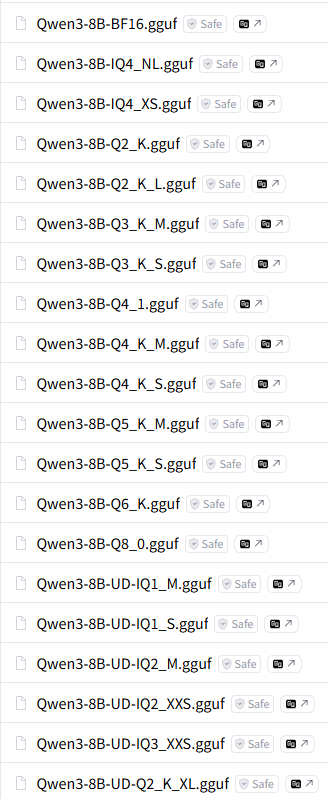 Qwen3-8B-BF16.gguf Safe
Qwen3-8B-IQ4_NL.gguf Safe
Qwen3-8B-IQ4_XS.gguf Safe
Qwen3-8B-Q2_K.gguf Safe
Qwen3-8B-Q2_K_L.gguf Safe
Qwen3-8B-Q3_K_M.gguf Safe
Qwen3-8B-Q3_K_S.gguf Safe
Qwen3-8B-Q4_1.gguf Safe
Qwen3-8B-Q4_K_M.gguf Safe
Qwen3-8B-Q4_K_S.gguf Safe
Qwen3-8B-Q5_K_M.gguf Safe
Qwen3-8B-Q5_K_S.gguf Safe
Qwen3-8B-Q6_K.gguf Safe
Qwen3-8B-Q8_0.gguf Safe
Qwen3-8B-UD-IQ1_M.gguf Safe
Qwen3-8B-UD-IQ1_S.gguf Safe
Qwen3-8B-UD-IQ2_M.gguf Safe
Qwen3-8B-UD-IQ2_XXS.gguf Safe
Qwen3-8B-UD-IQ3_XXS.gguf Safe
Qwen3-8B-UD-Q2_K_XL.gguf Safe